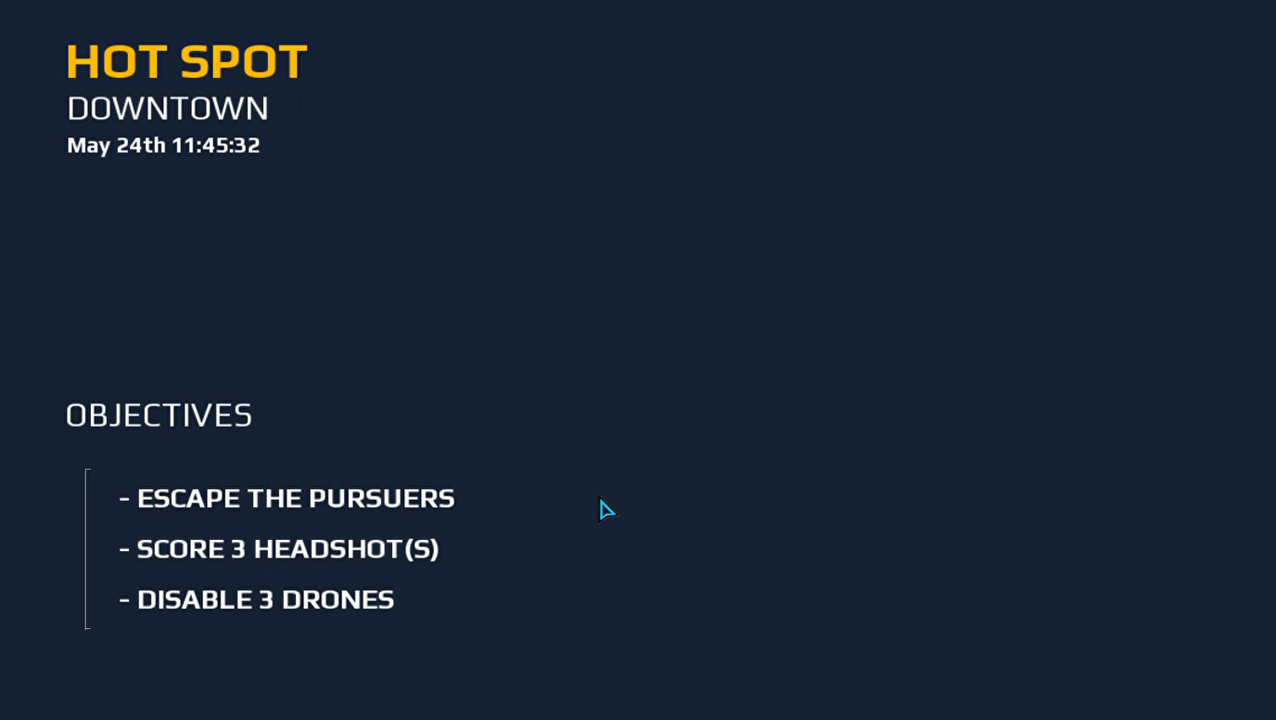 HOT SPOT
DOWNTOWN
May 24th 11:45:32
OBJECTIVES
- ESCAPE THE PURSUERS
- SCORE 3 HEADSHOT(S)
- DISABLE 3 DRONES